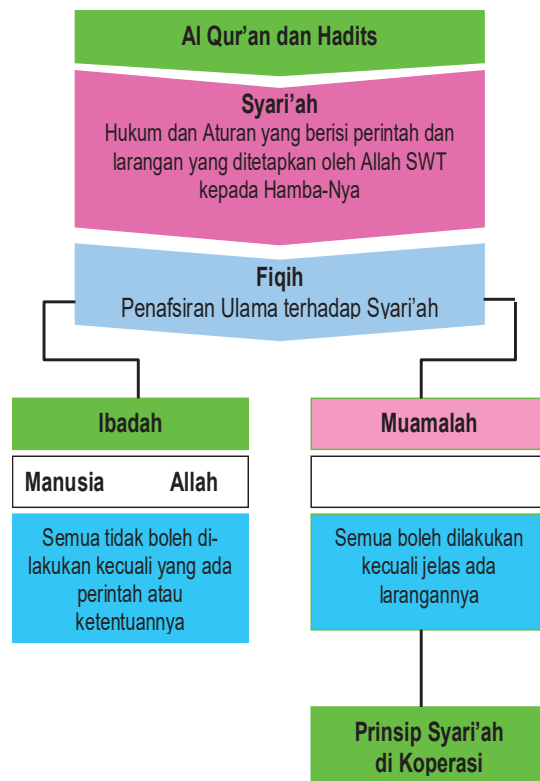 Al Qur’an dan Hadits
Syari’ah
Hukum dan Aturan yang berisi perintah dan
larangan yang ditetapkan oleh Allah SWT
kepada Hamba-Nya
Fiqih
Penafsiran Ulama terhadap Syari’ah
Ibadah
Manusia Allah
Semua tidak boleh di-
lakukan kecuali yang ada
perintah atau
ketentuannya
Muamalah
Semua boleh dilakukan
kecuali jelas ada
larangannya
Prinsip Syari’ah
di Koperasi